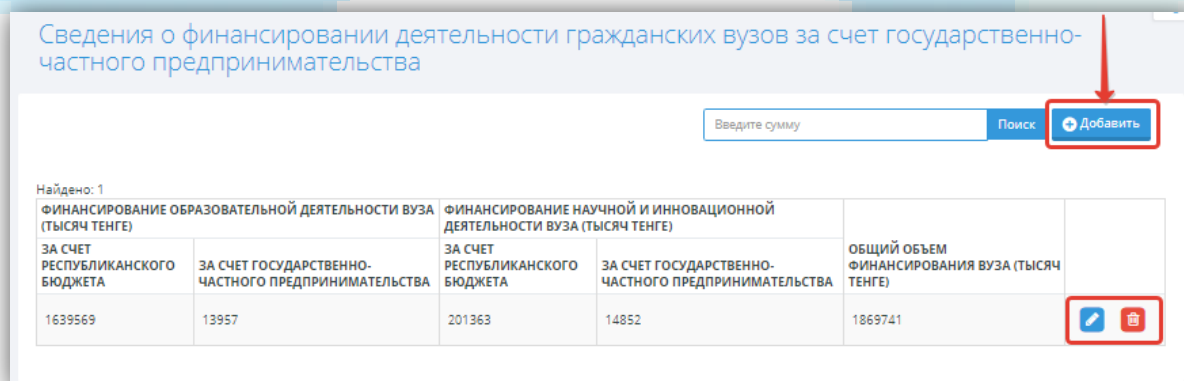 Сведения о финансировании деятельности гражданских вузов за счет государственно-
частного предпринимательства
Введите сумму
Поиск
Добавить
Найдено: 1
ФИНАНСИРОВАНИЕ ОБРАЗОВАТЕЛЬНОЙ ДЕЯТЕЛЬНОСТИ ВУЗА
(ТЫСЯЧ ТЕНГЕ)
ФИНАНСИРОВАНИЕ НАУЧНОЙ И ИННОВАЦИОННОЙ
ДЕЯТЕЛЬНОСТИ ВУЗА (ТЫСЯЧ ТЕНГЕ)
ОБЩИЙ ОБЪЕМ
ФИНАНСИРОВАНИЯ ВУЗА (ТЫСЯЧ
ТЕНГЕ)
ЗА СЧЕТ
РЕСПУБЛИКАНСКОГО
БЮДЖЕТА
ЗА СЧЕТ ГОСУДАРСТВЕННО-
ЧАСТНОГО ПРЕДПРИНИМАТЕЛЬСТВА
ЗА СЧЕТ
РЕСПУБЛИКАНСКОГО
БЮДЖЕТА
ЗА СЧЕТ ГОСУДАРСТВЕННО-
ЧАСТНОГО ПРЕДПРИНИМАТЕЛЬСТВА
1639569 13957 201363 14852 1869741